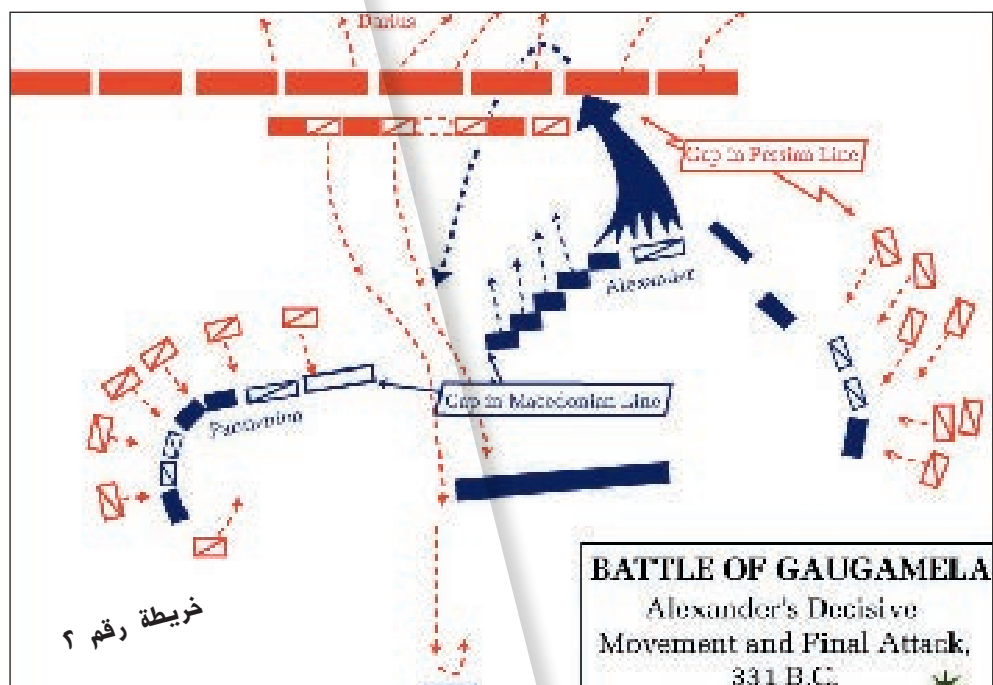 Darius
Gap in Persian Line
Alexander
Gap in Macedonian Line
Parmenion
خريطة رقم ٢
BATTLE OF GAUGAMELA
Alexander's Decisive
Movement and Final Attack,
331 B.C.